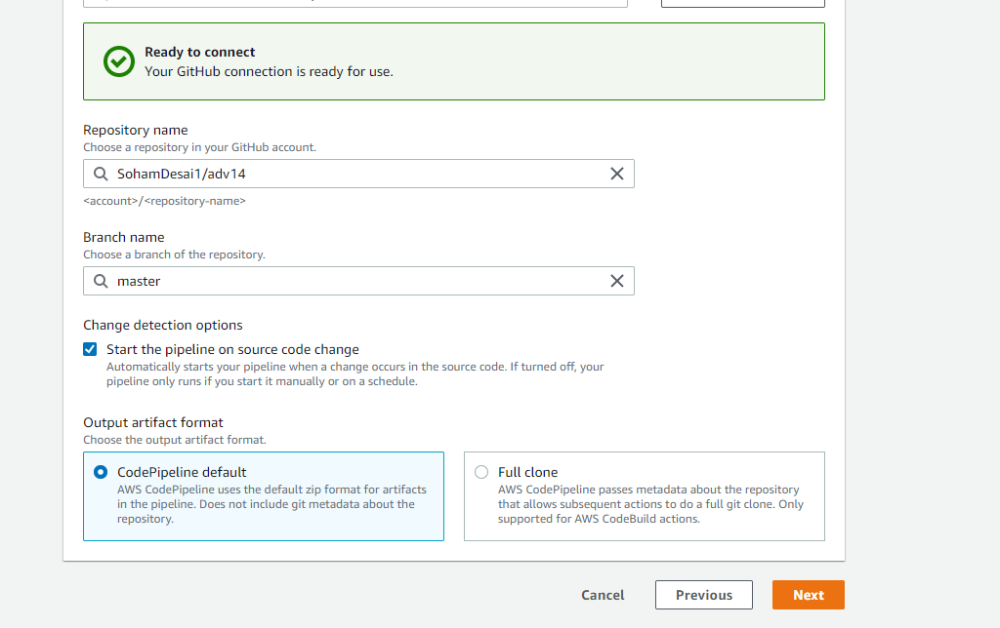 Ready to connect
Your GitHub connection is ready for use.
Repository name
Choose a repository in your GitHub account.
SohamDesai1/adv14
<account>/<repository-name>
Branch name
Choose a branch of the repository.
master
Change detection options
Start the pipeline on source code change
Automatically starts your pipeline when a change occurs in the source code. If turned off, your
pipeline only runs if you start it manually or on a schedule.
Output artifact format
Choose the output artifact format.
CodePipeline default
AWS CodePipeline uses the default zip format for artifacts
in the pipeline. Does not include git metadata about the
repository.
Full clone
AWS CodePipeline passes metadata about the repository
that allows subsequent actions to do a full git clone. Only
supported for AWS CodeBuild actions.
Cancel
Previous
Next